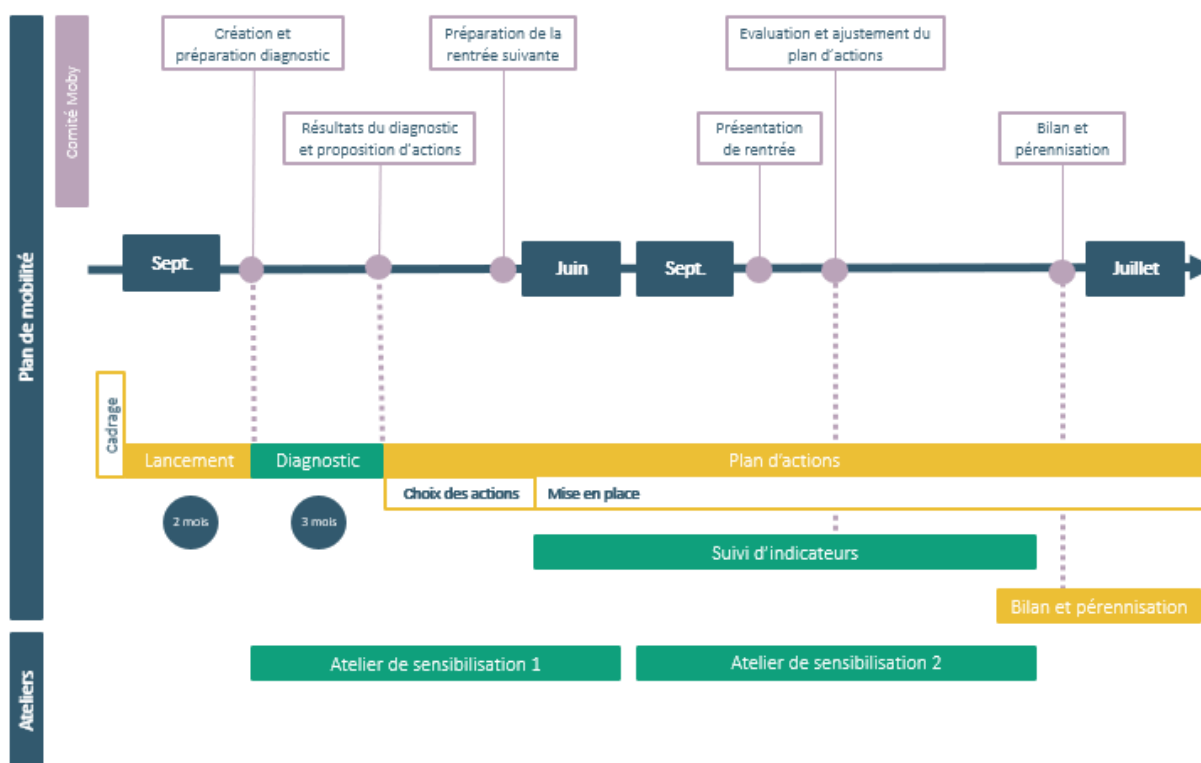 Plan de mobilité
Comité Moby
Création et
préparation diagnostic
Préparation de la
rentrée suivante
Evaluation et ajustement du
plan d'actions
Résultats du diagnostic
et proposition d'actions
Présentation
de rentrée
Bilan et
pérennisation
Sept.
Juin
Sept.
Juillet
Cadrage
Lancement
Diagnostic
Plan d'actions
Choix des actions
Mise en place
2 mois
3 mois
Suivi d'indicateurs
Bilan et pérennisation
Ateliers
Atelier de sensibilisation 1
Atelier de sensibilisation 2